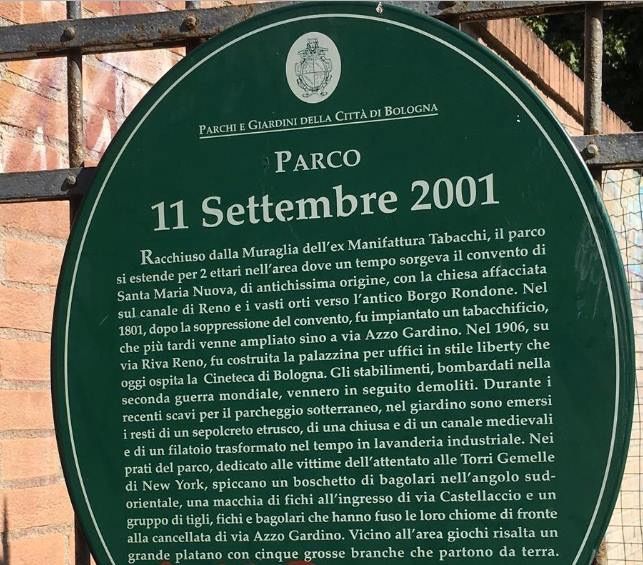 PARCHI E GIARDINI DELLA CITTÀ DI BOLOGNA
PARCO
11 Settembre 2001
Racchiuso dalla Muraglia dell'ex Manifattura Tabacchi, il parco
si estende per 2 ettari nell'area dove un tempo sorgeva il convento di
Santa Maria Nuova, di antichissima origine, con la chiesa affacciata
sul canale di Reno e i vasti orti verso l'antico Borgo Rondone. Nel
1801, dopo la soppressione del convento, fu impiantato un tabacchificio,
che più tardi venne ampliato sino a via Azzo Gardino. Nel 1906, su
via Riva Reno, fu costruita la palazzina per uffici in stile liberty che
oggi ospita la Cineteca di Bologna. Gli stabilimenti, bombardati nella
seconda guerra mondiale, vennero in seguito demoliti. Durante i
recenti scavi per il parcheggio sotterraneo, nel giardino sono emersi
i resti di un sepolcreto etrusco, di una chiusa e di un canale medievali
e di un filatoio trasformato nel tempo in lavanderia industriale. Nei
prati del parco, dedicato alle vittime dell'attentato alle Torri Gemelle
di New York, spiccano un boschetto di bagolari nell'angolo sud-
orientale, una macchia di fichi all'ingresso di via Castellaccio e un
gruppo di tigli, fichi e bagolari che hanno fuso le loro chiome di fronte
alla cancellata di via Azzo Gardino. Vicino all'area giochi risalta un
grande platano con cinque grosse branche che partono da terra.